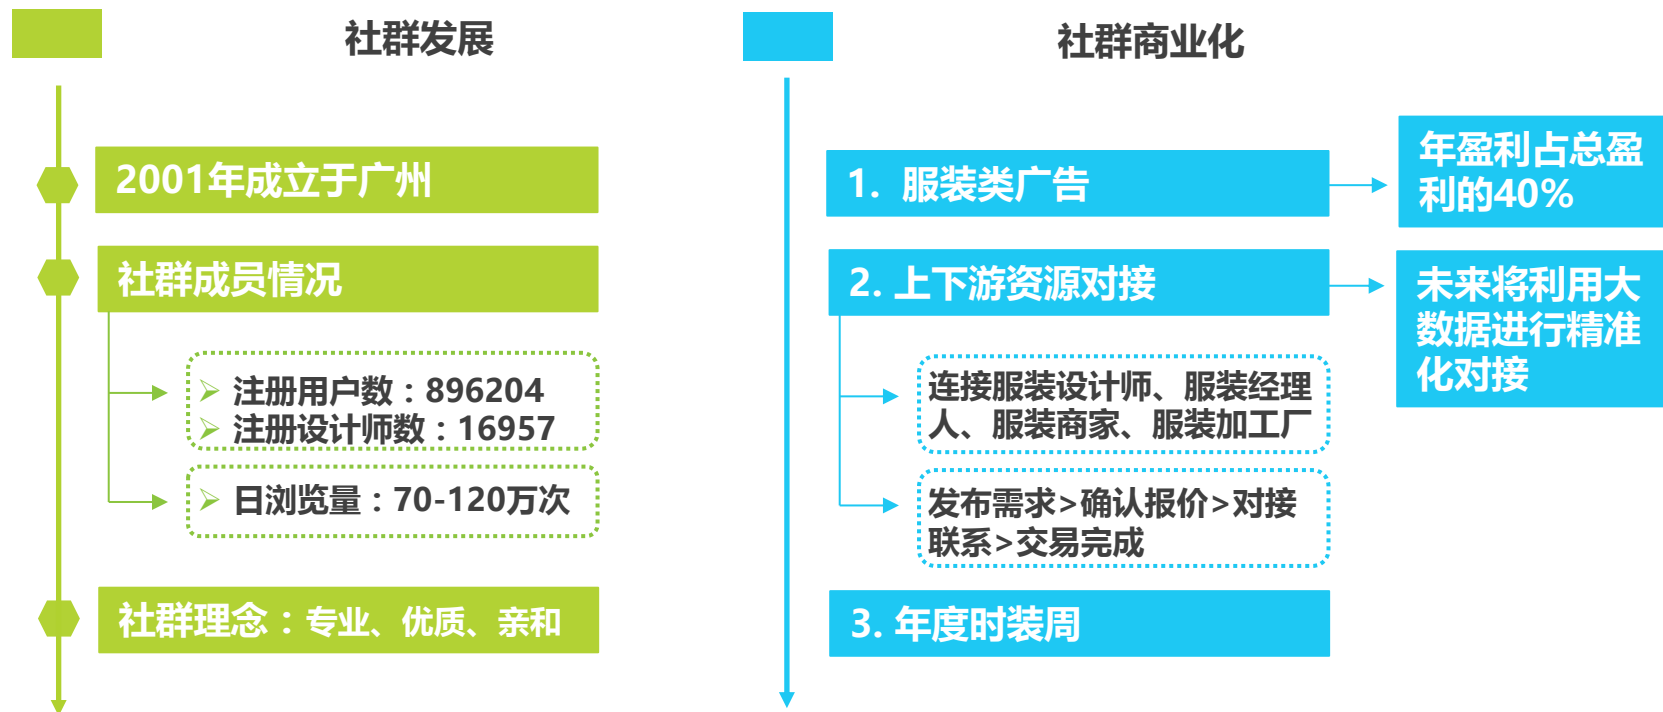 社群发展
2001年成立于广州
社群成员情况
注册用户数：896204
注册设计师数：16957
日浏览量：70-120万次
社群理念：专业、优质、亲和
社群商业化
1. 服装类广告
年盈利占总盈
利的40%
2. 上下游资源对接
未来将利用大
数据进行精准
化对接
连接服装设计师、服装经理
人、服装商家、服装加工厂
发布需求>确认报价>对接
联系>交易完成
3. 年度时装周